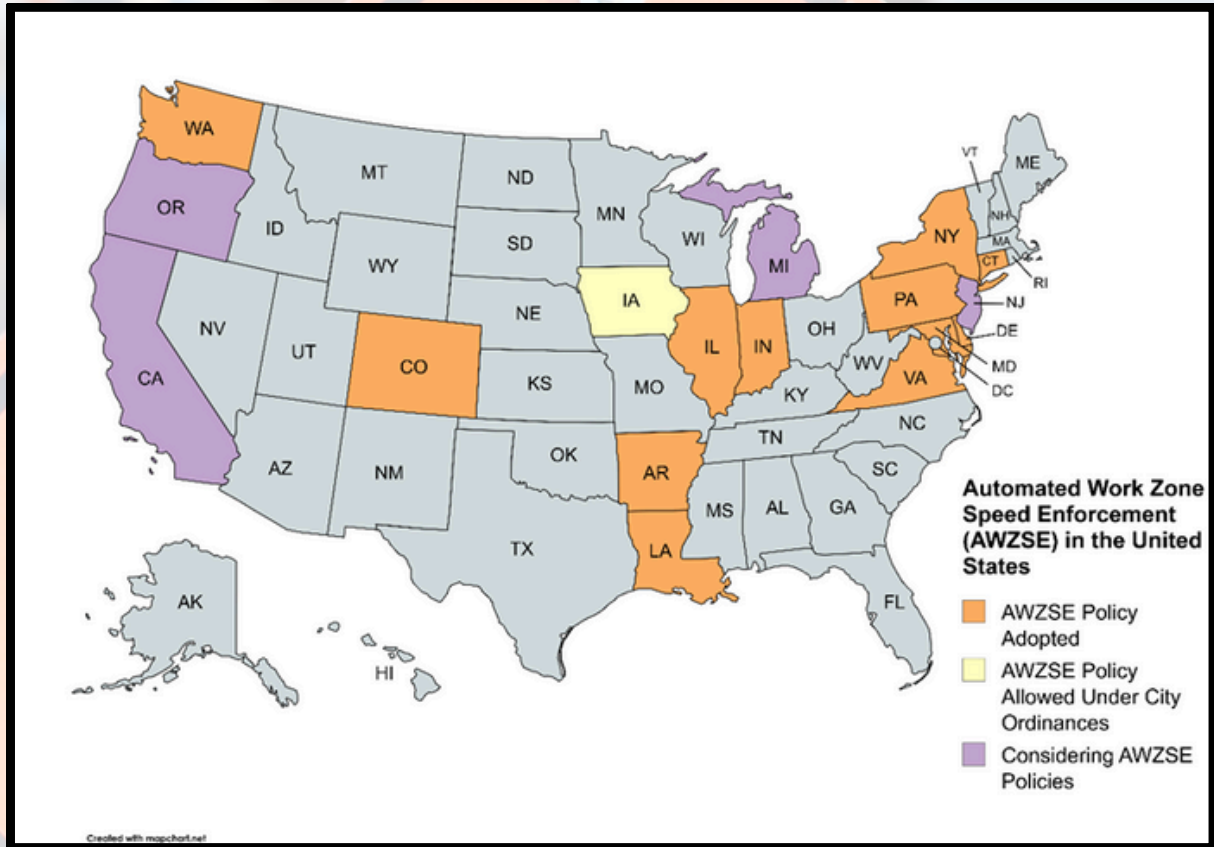 VT
ME
WA
MT
ND
OR
MN
NH
ID
SD
WI
NY
MA
WY
MI
CT
RI
IA
PA
NJ
NE
NV
OH
DE
IL
IN
UT
CO
WV
MD
CA
VA
KS
MO
KY
DC
NC
TN
OK
AZ
NM
AR
SC
MS
AL
GA
TX
LA
FL
AK
HI
Automated Work Zone
Speed Enforcement
(AWZSE) in the United
States
AWZSE Policy
Adopted
AWZSE Policy
Allowed Under City
Ordinances
Considering AWZSE
Policies
Created with mapchart.net